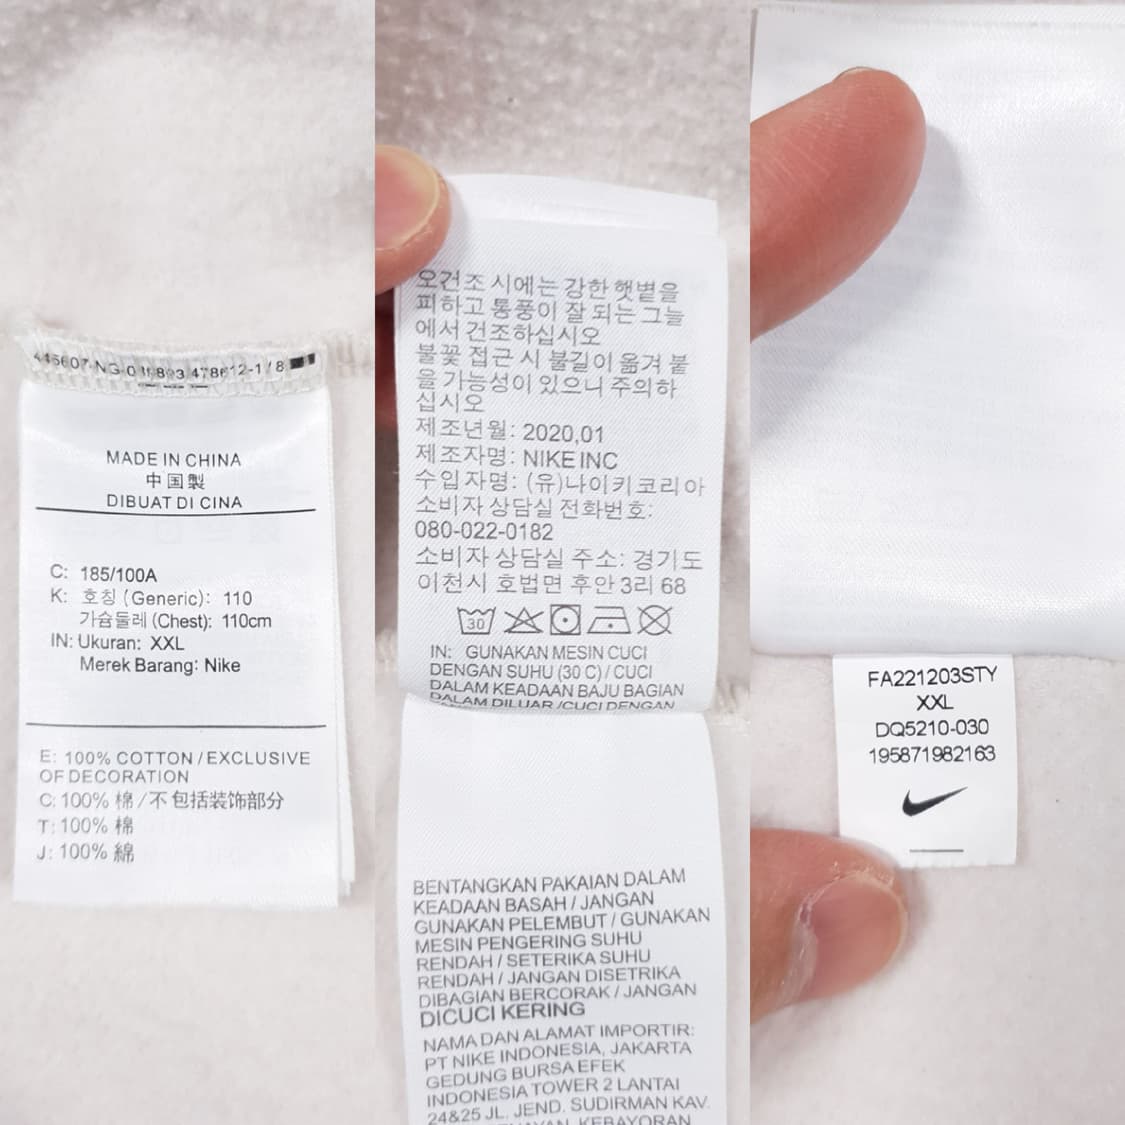 MADE IN CHINA
中国製
DIBUAT DI CINA
C: 185/100A
K: 호칭 (Generic): 110
가슴둘레 (Chest): 110cm
IN: Ukuran: XXL
Merek Barang: Nike
E: 100% COTTON / EXCLUSIVE
OF DECORATION
C: 100% 棉 / 不包括装饰部分
T: 100% 棉
J: 100% 綿
오건조 시에는 강한 햇볕을
피하고 통풍이 잘 되는 그늘
에서 건조하십시오
불꽃 접근 시 불길이 옮겨 붙
을 가능성이 있으니 주의하
십시오
제조년월: 2020,01
제조자명: NIKE INC
수입자명: (유)나이키코리아
소비자 상담실 전화번호:
080-022-0182
소비자 상담실 주소: 경기도
이천시 호법면 후안 3리 68
30
IN: GUNAKAN MESIN CUCI
DENGAN SUHU (30 C) / CUCI
DALAM KEADAAN BAJU BAGIAN
DALAM DILUAR /CUCI DENGAN
BENTANGKAN PAKAIAN DALAM
KEADAAN BASAH / JANGAN
GUNAKAN PELEMBUT / GUNAKAN
MESIN PENGERING SUHU
RENDAH / SETERIKA SUHU
RENDAH / JANGAN DISETRIKA
DIBAGIAN BERCORAK / JANGAN
DICUCI KERING
NAMA DAN ALAMAT IMPORTIR:
PT NIKE INDONESIA, JAKARTA
GEDUNG BURSA EFEK
INDONESIA TOWER 2 LANTAI
24&25 JL. JEND. SUDIRMAN KAV.
KEBAYORAN
FA221203STY
XXL
DQ5210-030
195871982163